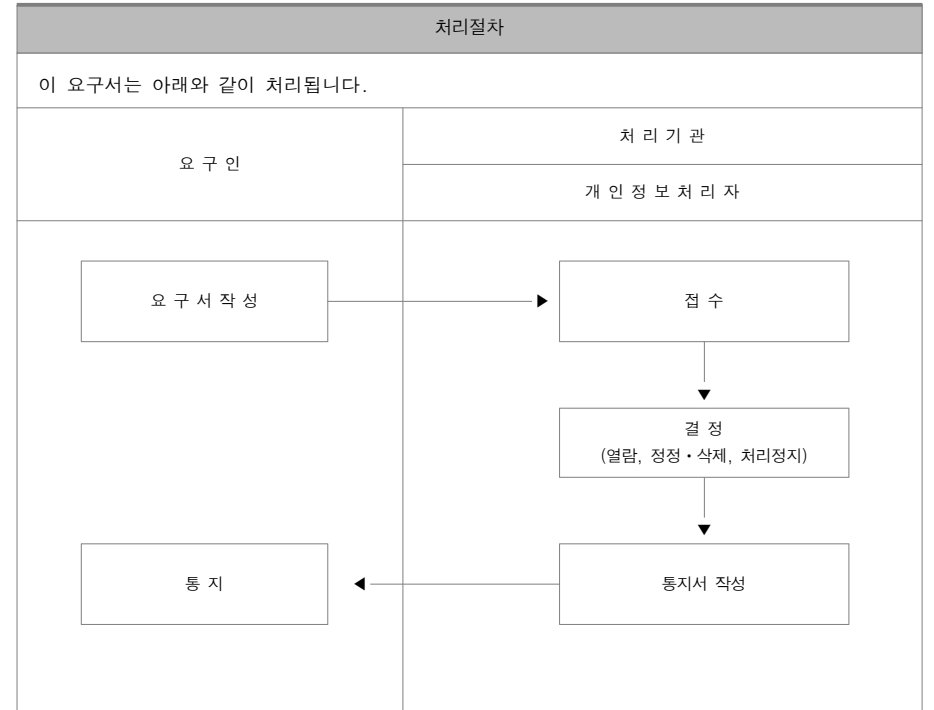 처리절차
이 요구서는 아래와 같이 처리됩니다.
요 구 인
처 리 기 관
개 인 정 보 처 리 자
요 구 서 작 성
접 수
결 정
(열람, 정정・삭제, 처리정지)
통 지
통지서 작성